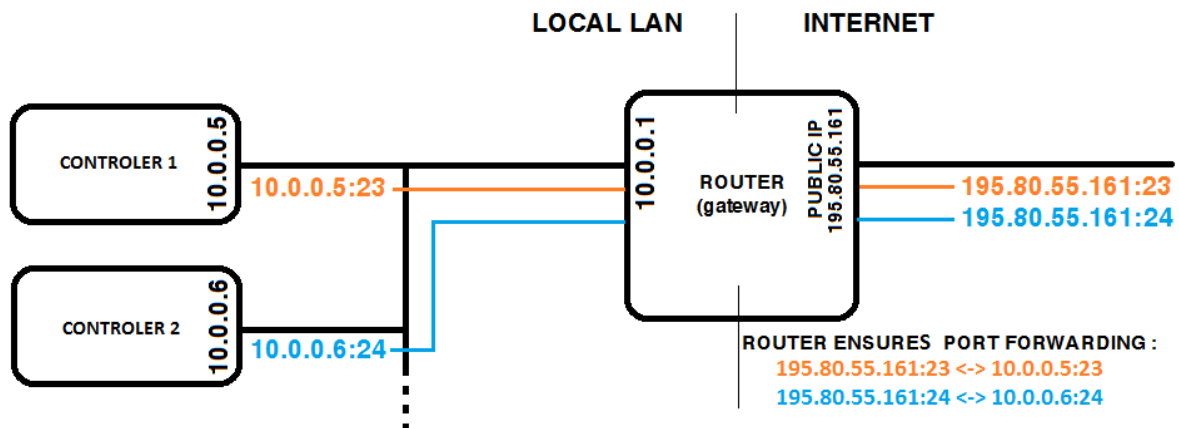 LOCAL LAN
INTERNET
CONTROLER 1
10.0.0.5
10.0.0.5:23
10.0.0.1
ROUTER
(gateway)
PUBLIC IP
195.80.55.161
195.80.55.161:23
195.80.55.161:24
CONTROLER 2
10.0.0.6
10.0.0.6:24
ROUTER ENSURES PORT FORWARDING :
195.80.55.161:23 <-> 10.0.0.5:23
195.80.55.161:24 <-> 10.0.0.6:24